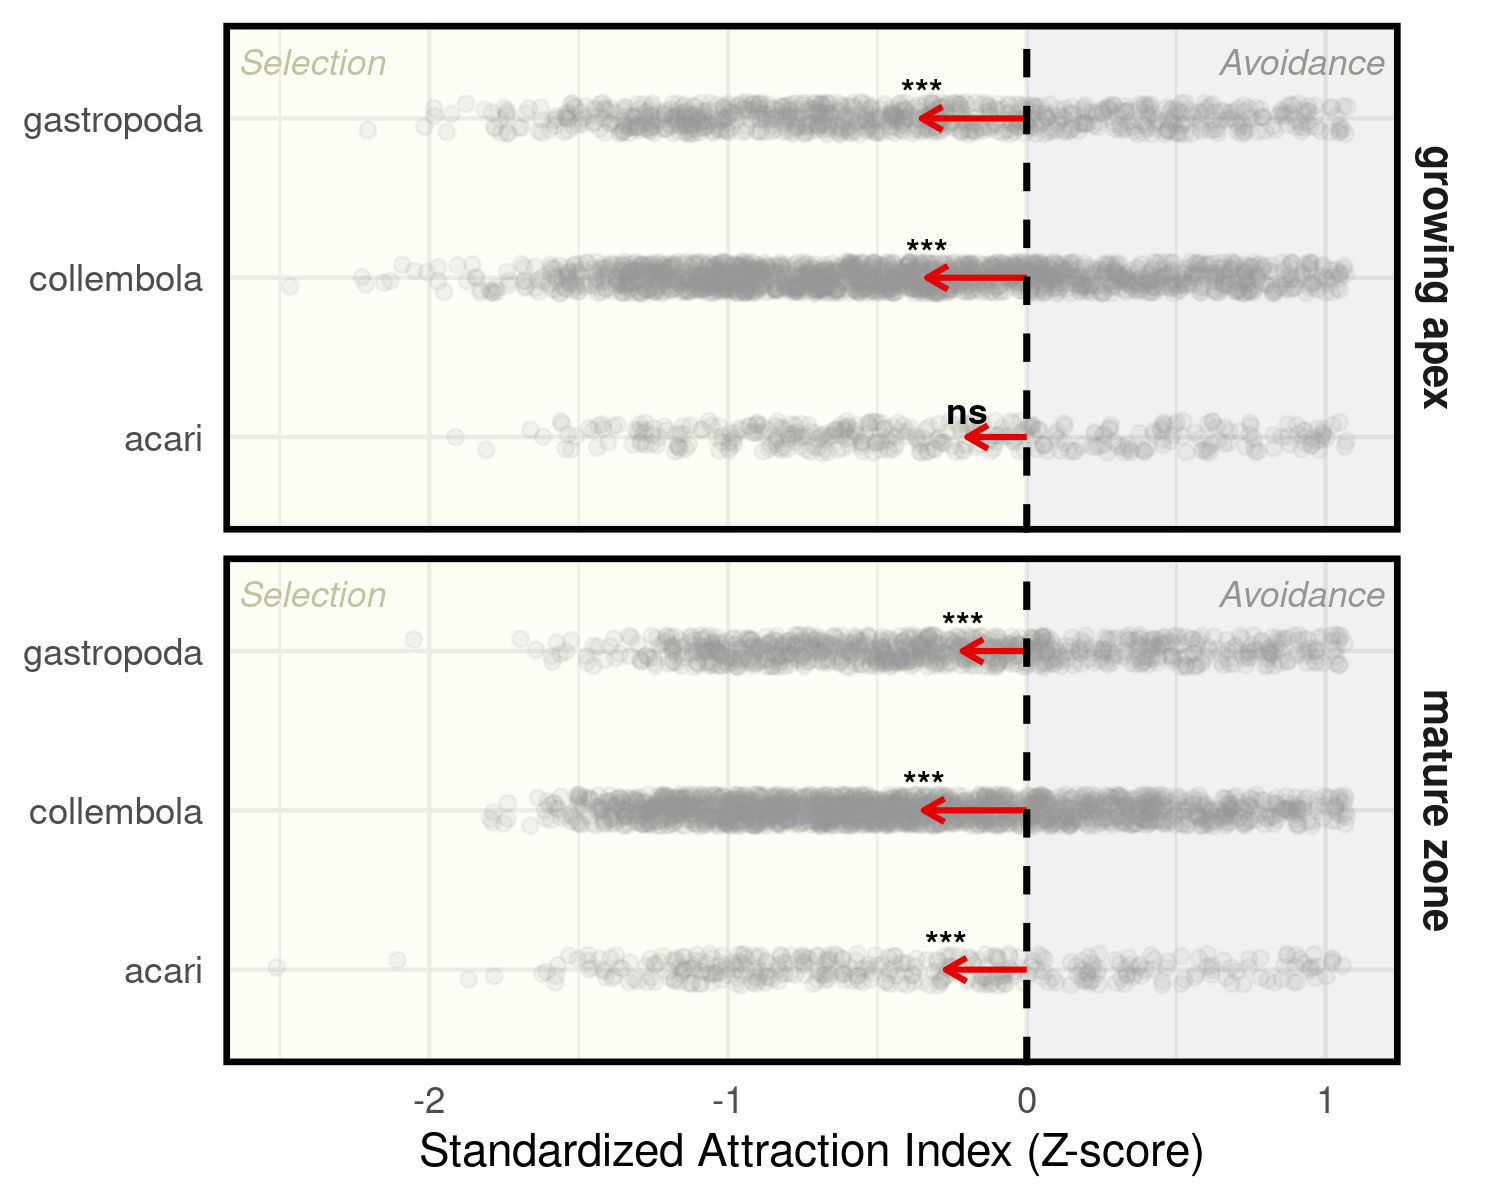 Selection
Avoidance
gastropoda
***
collembola
***
acari
ns
growing apex
Selection
Avoidance
gastropoda
***
collembola
***
acari
***
mature zone
-2 -1 0 1
Standardized Attraction Index (Z-score)